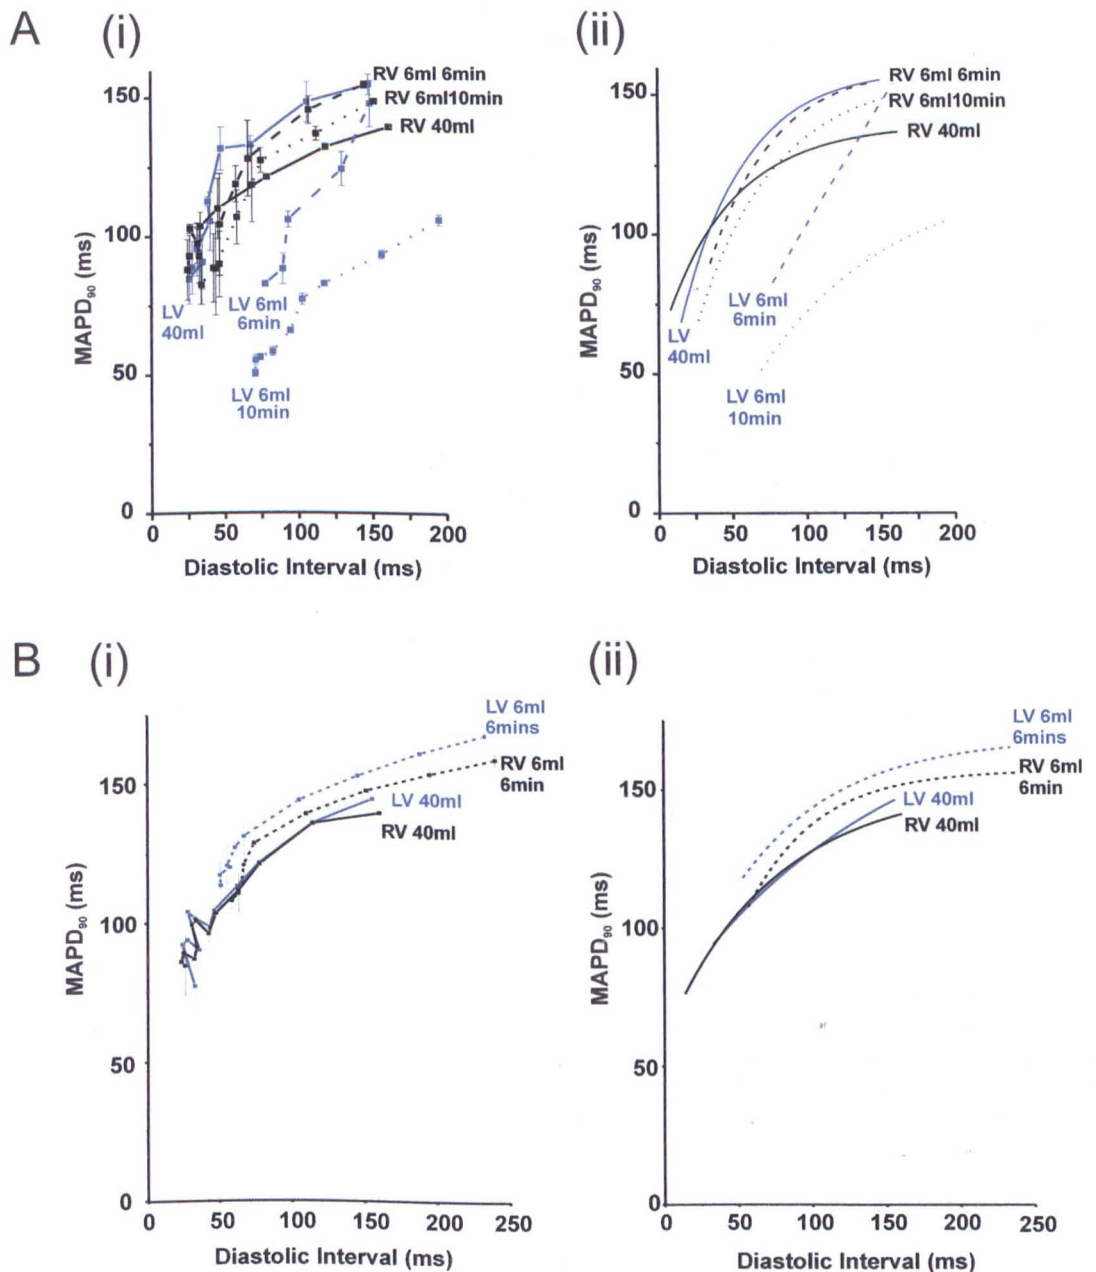 A
(i)
(ii)
RV 6ml 6min
RV 6ml10min
RV 40ml
LV
40ml
LV 6ml
6min
LV 6ml
10min
150
100
50
0
MAPD90 (ms)
0 50 100 150 200
Diastolic Interval (ms)
RV 6ml 6min
RV 6ml10min
RV 40ml
LV
40ml
LV 6ml
6min
LV 6ml
10min
150
100
50
0
MAPD90 (ms)
0 50 100 150 200
Diastolic Interval (ms)
B
(i)
(ii)
LV 6ml
6mins
RV 6ml
6min
LV 40ml
RV 40ml
150
100
50
0
MAPD90 (ms)
0 50 100 150 200 250
Diastolic Interval (ms)
LV 6ml
6mins
RV 6ml
6min
LV 40ml
RV 40ml
150
100
50
0
MAPD90 (ms)
0 50 100 150 200 250
Diastolic Interval (ms)